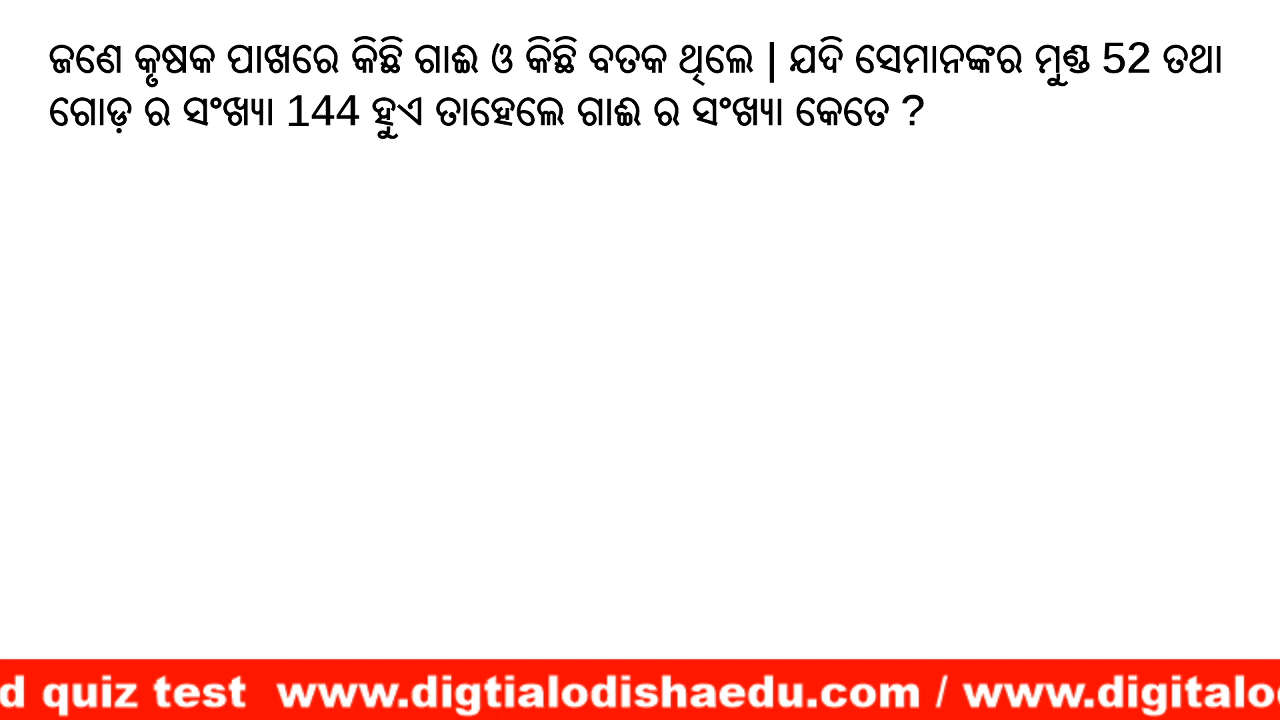 ଜଣେ କୃଷକ ପାଖରେ କିଛି ଗାଈ ଓ କିଛି ବତକ ଥିଲେ | ଯଦି ସେମାନଙ୍କର ମୁଣ୍ଡ 52 ତଥା
ଗୋଡ଼ ର ସଂଖ୍ୟା 144 ହୁଏ ତାହେଲେ ଗାଈ ର ସଂଖ୍ୟା କେତେ ?
d quiz test www.digtialodishaedu.com / www.digitalo